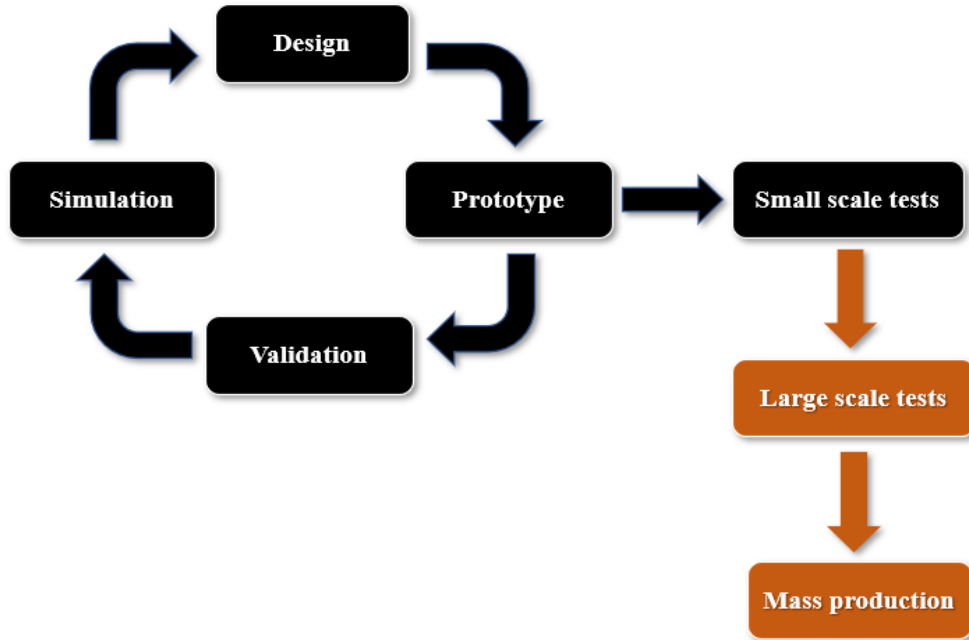 Design
Simulation
Prototype
Small scale tests
Validation
Large scale tests
Mass production